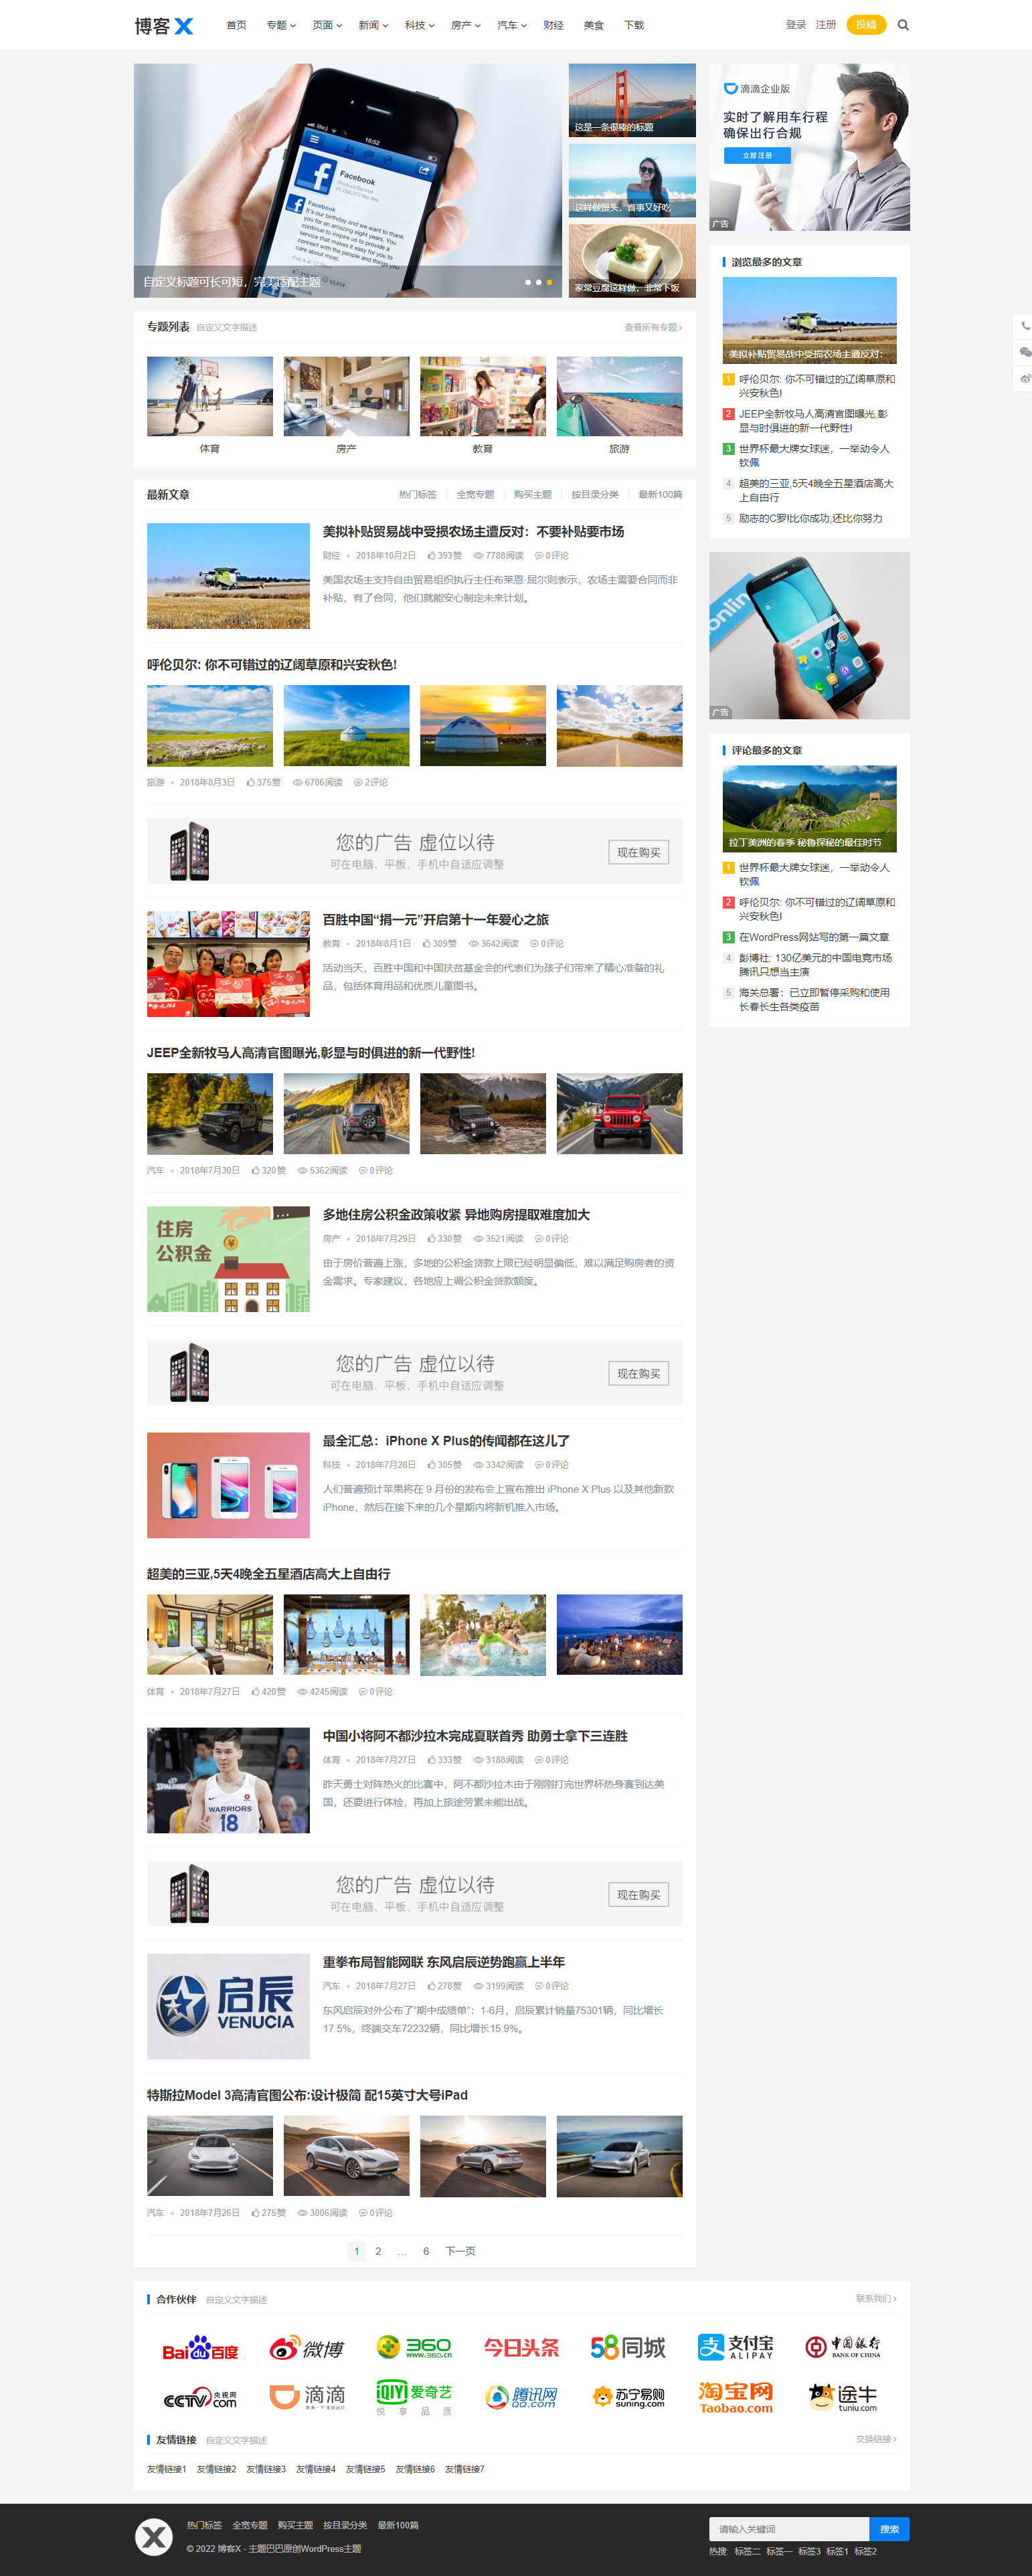 博客 X
首页 专题 页面 新闻 科技 房产 汽车 财经 美食 下载
登录 注册 投稿
18:52
Facebook
Product/Service
Facebook
It's our birthday and we want to thank you for an amazing eight years. You continue to inspire us to provide a service that makes it easy for you to connect with the people and things you care about most.
自定义标题可长可短，完美适配主题
这是一条很棒的标题
这样做馒头，省事又好吃
家常豆腐这样做，非常下饭
滴滴企业版
实时了解用车行程
确保出行合规
立即注册
广告
专题列表 自定义文字描述
查看所有专题
体育 房产 教育 旅游
最新文章
热门标签 全宽专题 购买主题 按目录分类 最新100篇
美拟补贴贸易战中受损农场主遭反对：不要补贴要市场
财经 2018年10月2日 393赞 7788阅读 0评论
美国农场主支持自由贸易组织执行主任布莱恩·屈尔则表示，农场主需要合同而非
补贴，有了合同，他们就能安心制定未来计划。
呼伦贝尔: 你不可错过的辽阔草原和兴安秋色!
旅游 2018年8月3日 375赞 6706阅读 2评论
您的广告 虚位以待
可在电脑、平板、手机中自适应调整
现在购买
百胜中国“捐一元”开启第十一年爱心之旅
教育 2018年8月1日 309赞 3642阅读 0评论
活动当天，百胜中国和中国扶贫基金会的代表们为孩子们带来了精心准备的礼
品，包括体育用品和优质儿童图书。
JEEP全新牧马人高清官图曝光,彰显与时俱进的新一代野性!
汽车 2018年7月30日 320赞 5362阅读 0评论
住房
公积金
多地住房公积金政策收紧 异地购房提取难度加大
房产 2018年7月29日 330赞 3521阅读 0评论
由于房价普遍上涨，多地的公积金贷款上限已经明显偏低，难以满足购房者的资
金需求。专家建议，各地应上调公积金贷款额度。
您的广告 虚位以待
可在电脑、平板、手机中自适应调整
现在购买
最全汇总：iPhone X Plus的传闻都在这儿了
科技 2018年7月28日 305赞 3342阅读 0评论
人们普遍预计苹果将在 9 月份的发布会上宣布推出 iPhone X Plus 以及其他新款
iPhone，然后在接下来的几个星期内将新机推入市场。
超美的三亚,5天4晚全五星酒店高大上自由行
体育 2018年7月27日 420赞 4245阅读 0评论
WARRIORS
18
中国小将阿不都沙拉木完成夏联首秀 助勇士拿下三连胜
体育 2018年7月27日 333赞 3188阅读 0评论
昨天勇士对阵热火的比赛中，阿不都沙拉木由于刚刚打完世界杯热身赛到达美
国，还要进行体检，再加上旅途劳累未能出战。
您的广告 虚位以待
可在电脑、平板、手机中自适应调整
现在购买
启辰
VENUCIA
重拳布局智能网联 东风启辰逆势跑赢上半年
汽车 2018年7月27日 278赞 3199阅读 0评论
东风启辰对外公布了“期中成绩单”：1-6月，启辰累计销量75301辆，同比增长
17.5%，终端交车72232辆，同比增长15.9%。
特斯拉Model 3高清官图公布:设计极简 配15英寸大号iPad
汽车 2018年7月26日 275赞 3006阅读 0评论
1 2 … 6 下一页
浏览最多的文章
美拟补贴贸易战中受损农场主遭反对：
1 呼伦贝尔: 你不可错过的辽阔草原和
兴安秋色!
2 JEEP全新牧马人高清官图曝光,彰
显与时俱进的新一代野性!
3 世界杯最大牌女球迷，一举动令人
钦佩
4 超美的三亚,5天4晚全五星酒店高大
上自由行
5 励志的C罗!比你成功,还比你努力
online
广告
评论最多的文章
拉丁美洲的春季 秘鲁探秘的最佳时节
1 世界杯最大牌女球迷，一举动令人
钦佩
2 呼伦贝尔: 你不可错过的辽阔草原和
兴安秋色!
3 在WordPress网站写的第一篇文章
4 彭博社: 130亿美元的中国电竞市场
腾讯只想当主演
5 海关总署：已立即暂停采购和使用
长春长生各类疫苗
合作伙伴 自定义文字描述
联系我们
Bai百度 微博 360 www.360.cn 今日头条 58同城 支付宝 ALIPAY 中国银行 BANK OF CHINA
CCTV 央视网 com 滴滴 QIYI 爱奇艺 悦享品质 腾讯网 QQ.com 苏宁易购 suning.com 淘宝网 Taobao.com 途牛 tuniu.com
友情链接 自定义文字描述
交换链接
友情链接1 友情链接2 友情链接3 友情链接4 友情链接5 友情链接6 友情链接7
X
热门标签 全宽专题 购买主题 按目录分类 最新100篇
© 2022 博客X - 主题巴巴原创WordPress主题
请输入关键词 搜索
热搜: 标签二 标签一 标签3 标签1 标签2